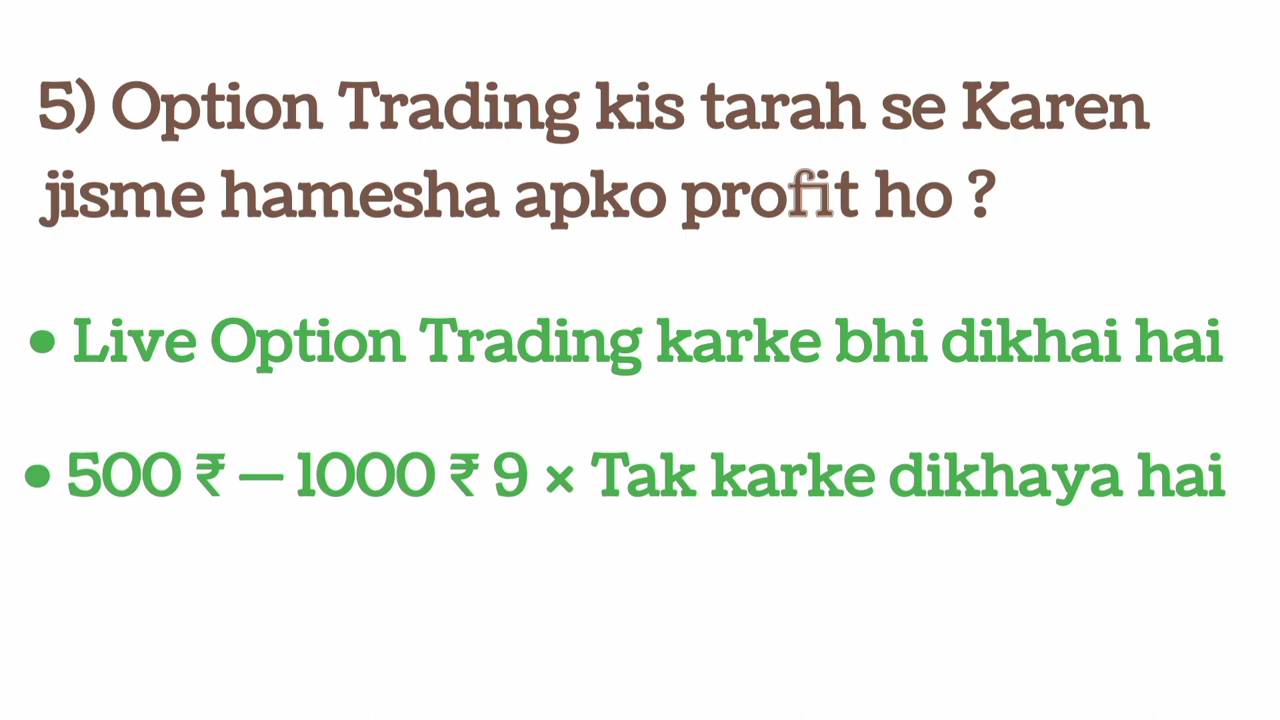 5) Option Trading kis tarah se Karen
jisme hamesha apko profit ho ?
• Live Option Trading karke bhi dikhai hai
• 500 ₹ – 1000 ₹ 9 × Tak karke dikhaya hai